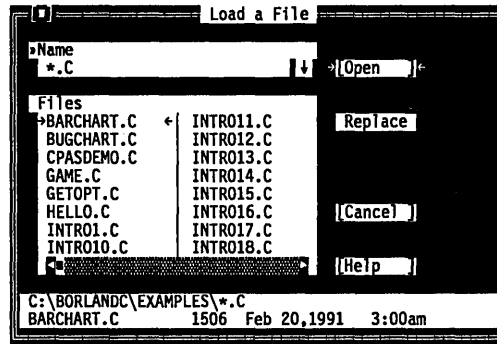 Load a File
»Name
*.C ↓ →[Open ]←
Files
→BARCHART.C ← INTRO11.C Replace
BUGCHART.C INTRO12.C
CPASDEMO.C INTRO13.C
GAME.C INTRO14.C
GETOPT.C INTRO15.C
HELLO.C INTRO16.C [Cancel ]
INTRO1.C INTRO17.C
INTRO10.C INTRO18.C
[Help ]
C:\BORLANDC\EXAMPLES\*.C
BARCHART.C 1506 Feb 20,1991 3:00am